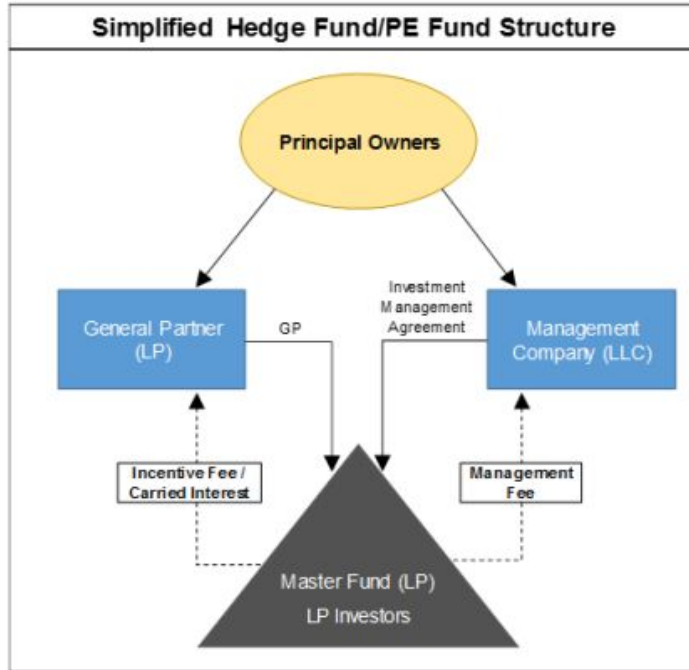 Simplified Hedge Fund/PE Fund Structure
Principal Owners
General Partner
(LP)
GP
Investment
Management
Agreement
Management
Company (LLC)
Incentive Fee /
Carried Interest
Management
Fee
Master Fund (LP)
LP Investors